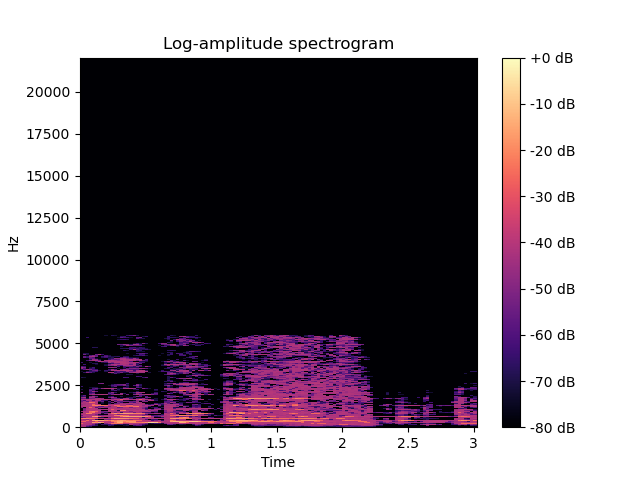 Log-amplitude spectrogram
Hz
20000
17500
15000
12500
10000
7500
5000
2500
0
0 0.5 1 1.5 2 2.5 3
Time
+0 dB
-10 dB
-20 dB
-30 dB
-40 dB
-50 dB
-60 dB
-70 dB
-80 dB